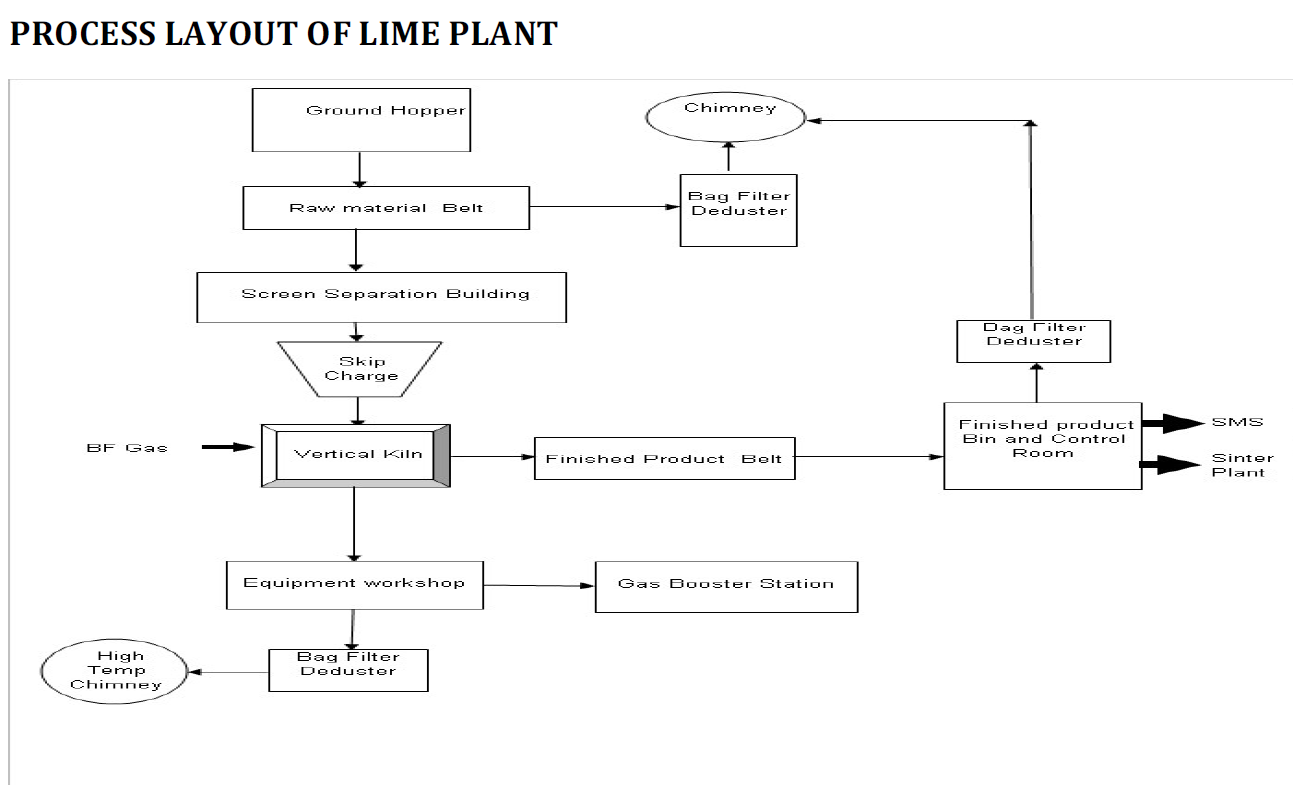 PROCESS LAYOUT OF LIME PLANT
Ground Hopper
Chimney
Raw material Belt
Bag Filter
Deduster
Screen Separation Building
Skip
Charge
Dag Filter
Deduster
BF Gas
Vertical Kiln
Finished Product Belt
Finished product
Bin and Control
Room
SMS
Sinter
Plant
Equipment workshop
Gas Booster Station
High
Temp
Chimney
Bag Filter
Deduster